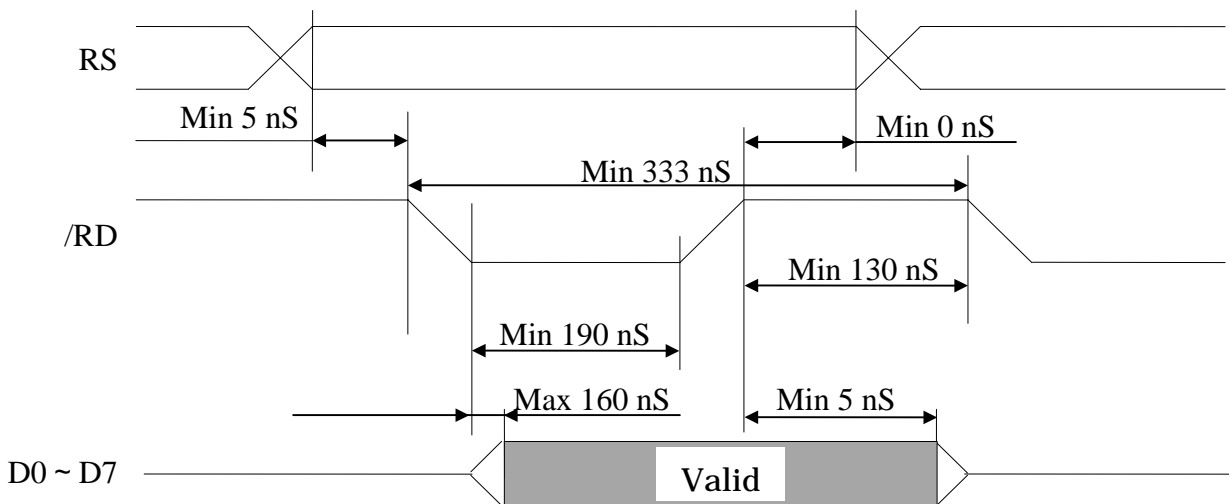 RS
Min 5 nS
Min 0 nS
Min 333 nS
/RD
Min 130 nS
Min 190 nS
Max 160 nS
Min 5 nS
D0 ~ D7
Valid